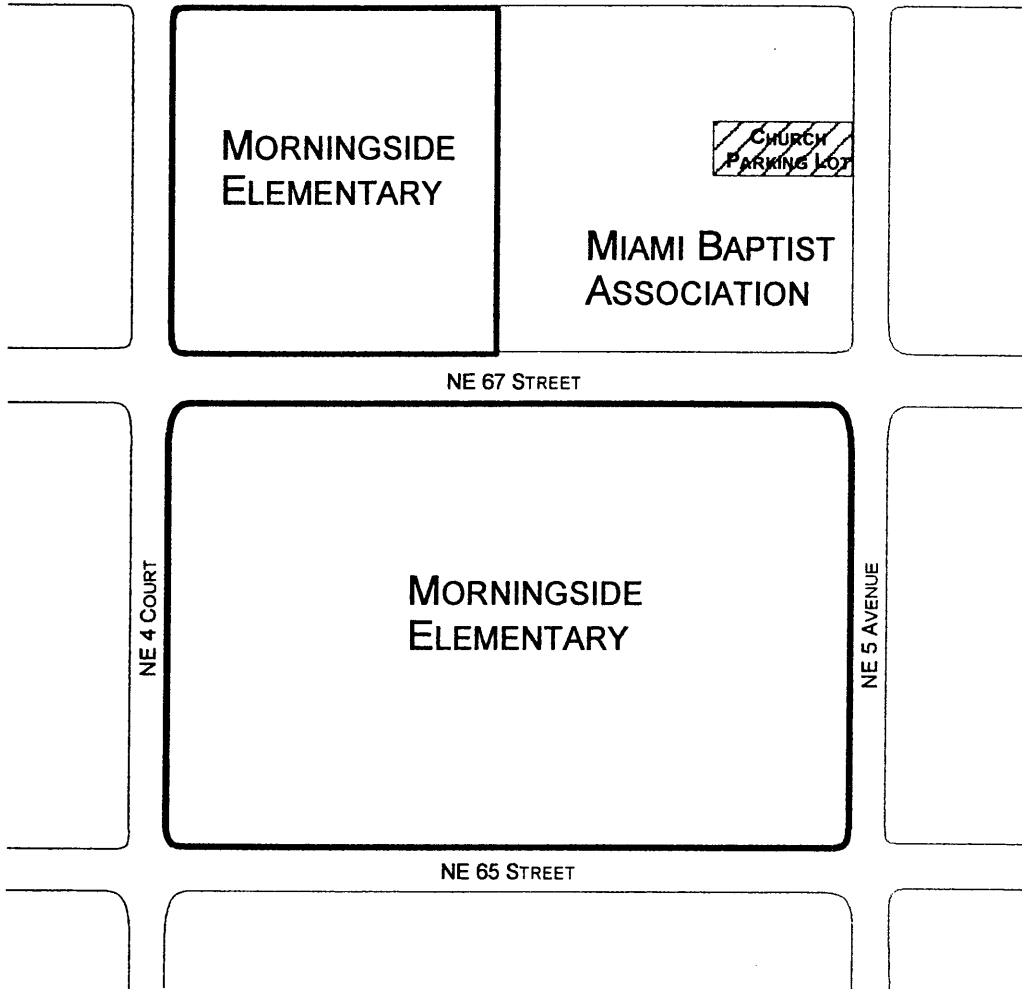 MORNINGSIDE
ELEMENTARY
CHURCH
PARKING LOT
MIAMI BAPTIST
ASSOCIATION
NE 67 STREET
NE 4 COURT
MORNINGSIDE
ELEMENTARY
NE 5 AVENUE
NE 65 STREET